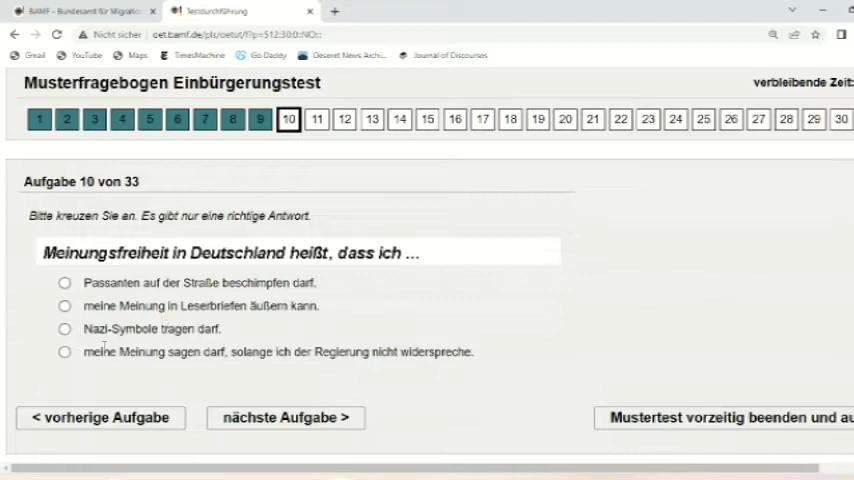 BAMF - Bundesamt für Migratio
Testdurchführung
Nicht sicher
oet.bamf.de/pls/oetut/f?p=512:30:0::NO::
Gmail YouTube Maps TimesMachine Go Daddy Deseret News Archi... Journal of Discourses
Musterfragebogen Einbürgerungstest
verbleibende Zeit:
1 2 3 4 5 6 7 8 9 10 11 12 13 14 15 16 17 18 19 20 21 22 23 24 25 26 27 28 29 30
Aufgabe 10 von 33
Bitte kreuzen Sie an. Es gibt nur eine richtige Antwort.
Meinungsfreiheit in Deutschland heißt, dass ich ...
Passanten auf der Straße beschimpfen darf.
meine Meinung in Leserbriefen äußern kann.
Nazi-Symbole tragen darf.
meine Meinung sagen darf, solange ich der Regierung nicht widerspreche.
< vorherige Aufgabe
nächste Aufgabe >
Mustertest vorzeitig beenden und au